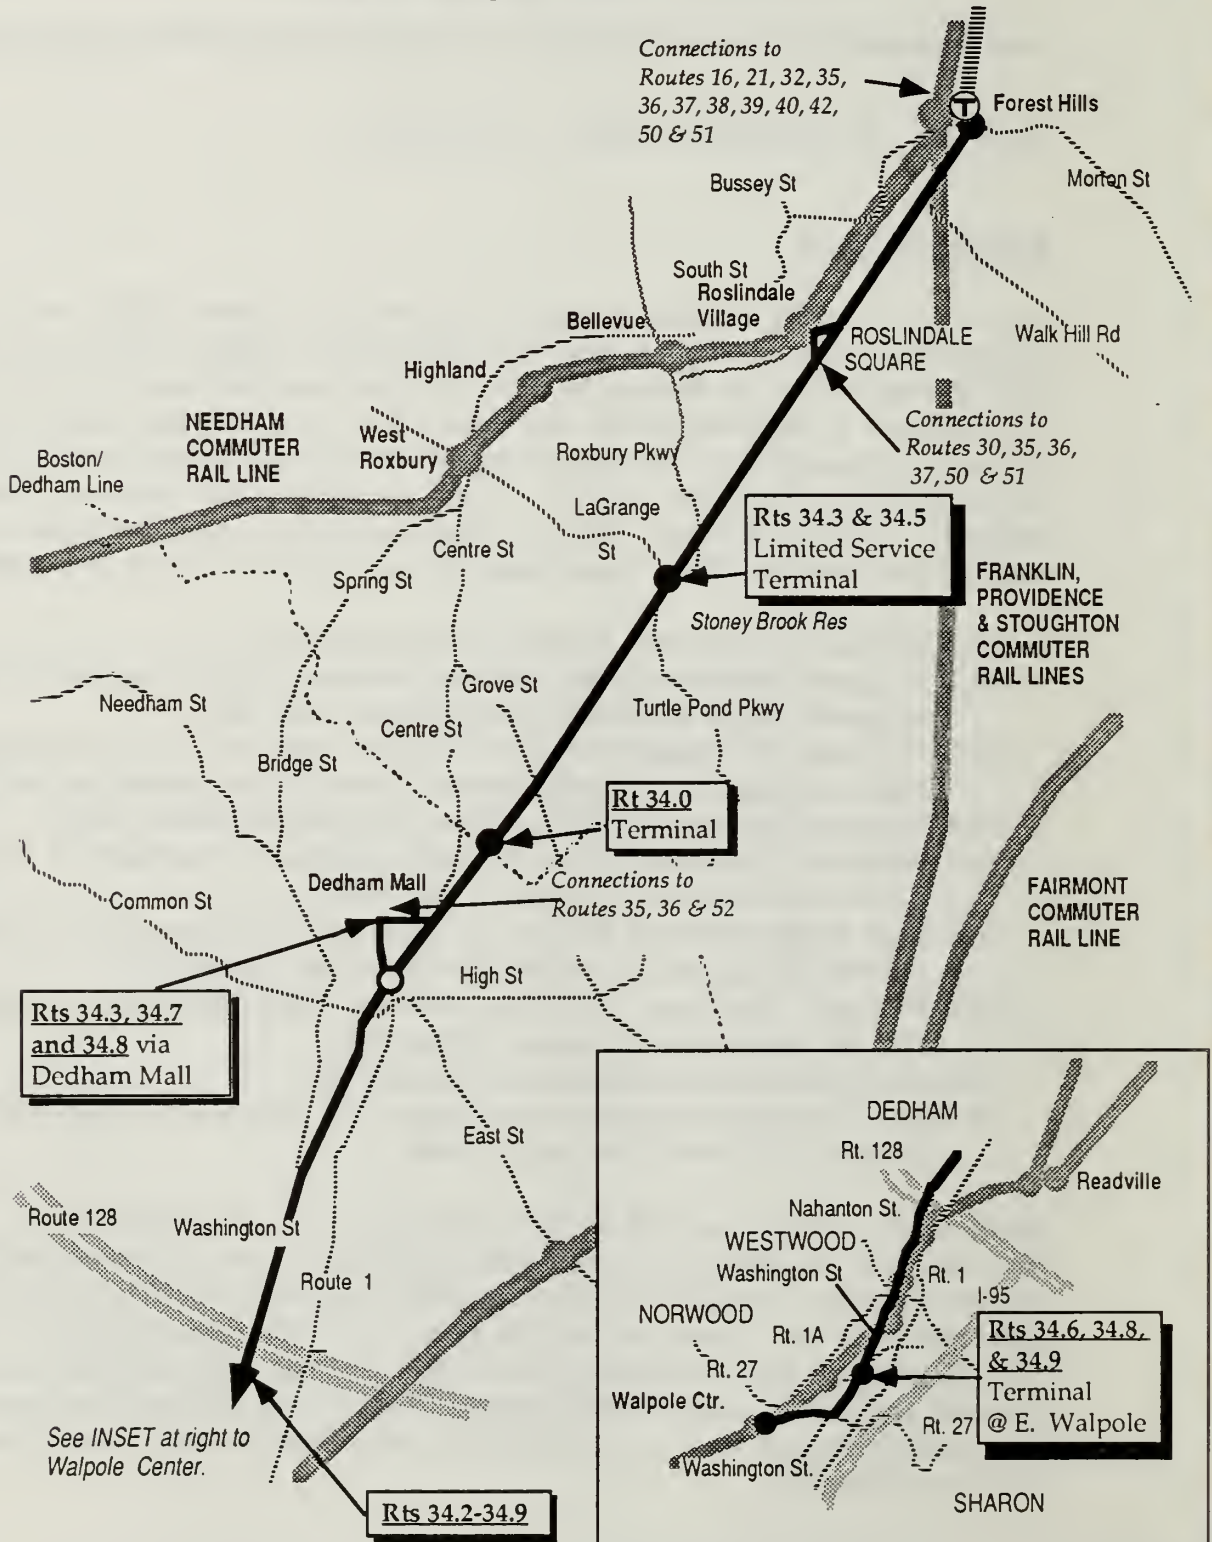 Connections to
Routes 16, 21, 32, 35,
36, 37, 38, 39, 40, 42,
50 & 51
T
Forest Hills
Bussey St
Morton St
South St
Roslindale
Village
Bellevue
ROSLINDALE
SQUARE
Walk Hill Rd
Highland
NEEDHAM
COMMUTER
RAIL LINE
West
Roxbury
Roxbury Pkwy
Connections to
Routes 30, 35, 36,
37, 50 & 51
Boston/
Dedham Line
LaGrange
St
Rts 34.3 & 34.5
Limited Service
Terminal
Centre St
Spring St
FRANKLIN,
PROVIDENCE
& STOUGHTON
COMMUTER
RAIL LINES
Stoney Brook Res
Needham St
Grove St
Turtle Pond Pkwy
Centre St
Bridge St
Rt 34.0
Terminal
Dedham Mall
Connections to
Routes 35, 36 & 52
Common St
FAIRMONT
COMMUTER
RAIL LINE
High St
Rts 34.3, 34.7
and 34.8 via
Dedham Mall
East St
Route 128
Washington St
Route 1
See INSET at right to
Walpole Center.
Rts 34.2-34.9
DEDHAM
Rt. 128
Readville
Nahanton St.
WESTWOOD
Washington St
Rt. 1
I-95
NORWOOD
Rt. 1A
Rts 34.6, 34.8,
& 34.9
Terminal
@ E. Walpole
Rt. 27
Walpole Ctr.
Rt. 27
Washington St.
SHARON